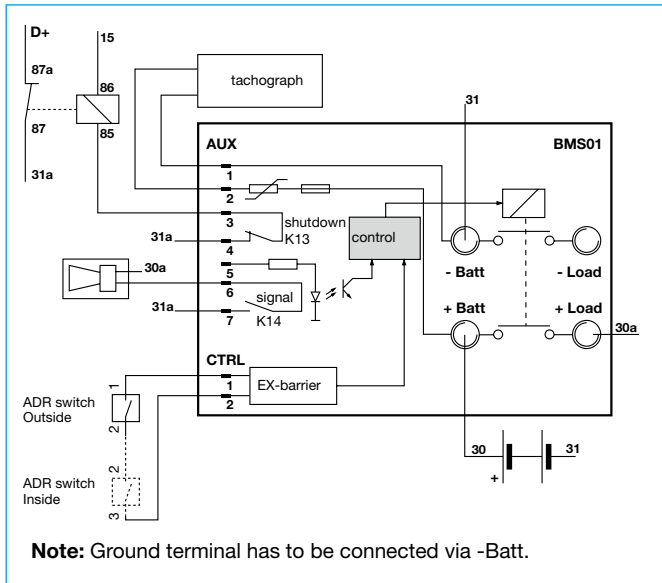 D+
15
87a
86
87
85
31a
tachograph
31
AUX
BMS01
1
2
3
shutdown
K13
31a
4
control
- Batt
- Load
5
30a
6
signal
K14
31a
7
+ Batt
+ Load
30a
CTRL
1
2
EX-barrier
ADR switch
Outside
1
2
ADR switch
Inside
2
3
30
31
+
Note: Ground terminal has to be connected via -Batt.